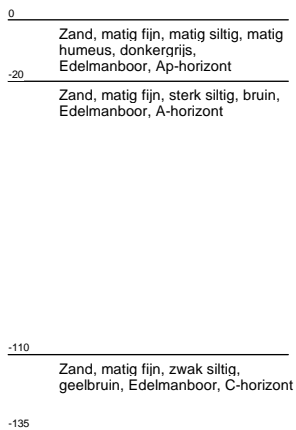 0
Zand, matig fijn, matig siltig, matig
humeus, donkergrijs,
Edelmanboor, Ap-horizont
-20
Zand, matig fijn, sterk siltig, bruin,
Edelmanboor, A-horizont
-110
Zand, matig fijn, zwak siltig,
geelbruin, Edelmanboor, C-horizont
-135